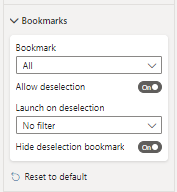 Bookmarks
Bookmark
All
Allow deselection On
Launch on deselection
No filter
Hide deselection bookmark On
Reset to default